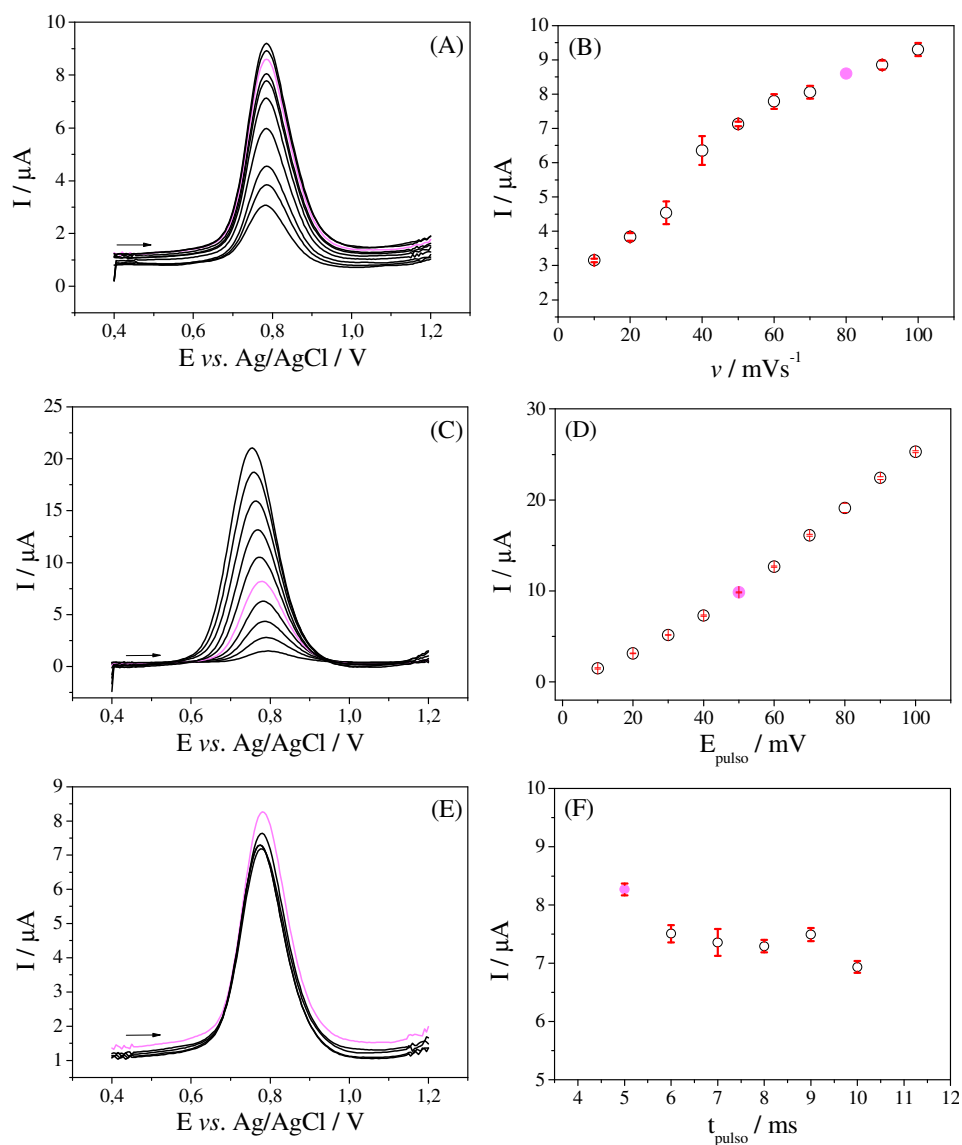 (A)
10
8
6
4
2
0
I / µA
0,4 0,6 0,8 1,0 1,2
E vs. Ag/AgCl / V
(B)
10
9
8
7
6
5
4
3
2
I / µA
0 20 40 60 80 100
v / mVs⁻¹
(C)
25
20
15
10
5
0
I / µA
0,4 0,6 0,8 1,0 1,2
E vs. Ag/AgCl / V
(D)
30
20
10
0
I / µA
0 20 40 60 80 100
E_pulso / mV
(E)
9
8
7
6
5
4
3
2
1
I / µA
0,4 0,6 0,8 1,0 1,2
E vs. Ag/AgCl / V
(F)
10
9
8
7
6
5
I / µA
4 5 6 7 8 9 10 11 12
t_pulso / ms